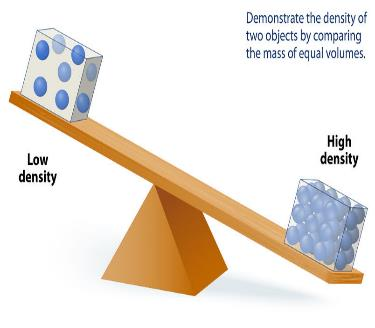 Demonstrate the density of
two objects by comparing
the mass of equal volumes.
High
density
Low
density